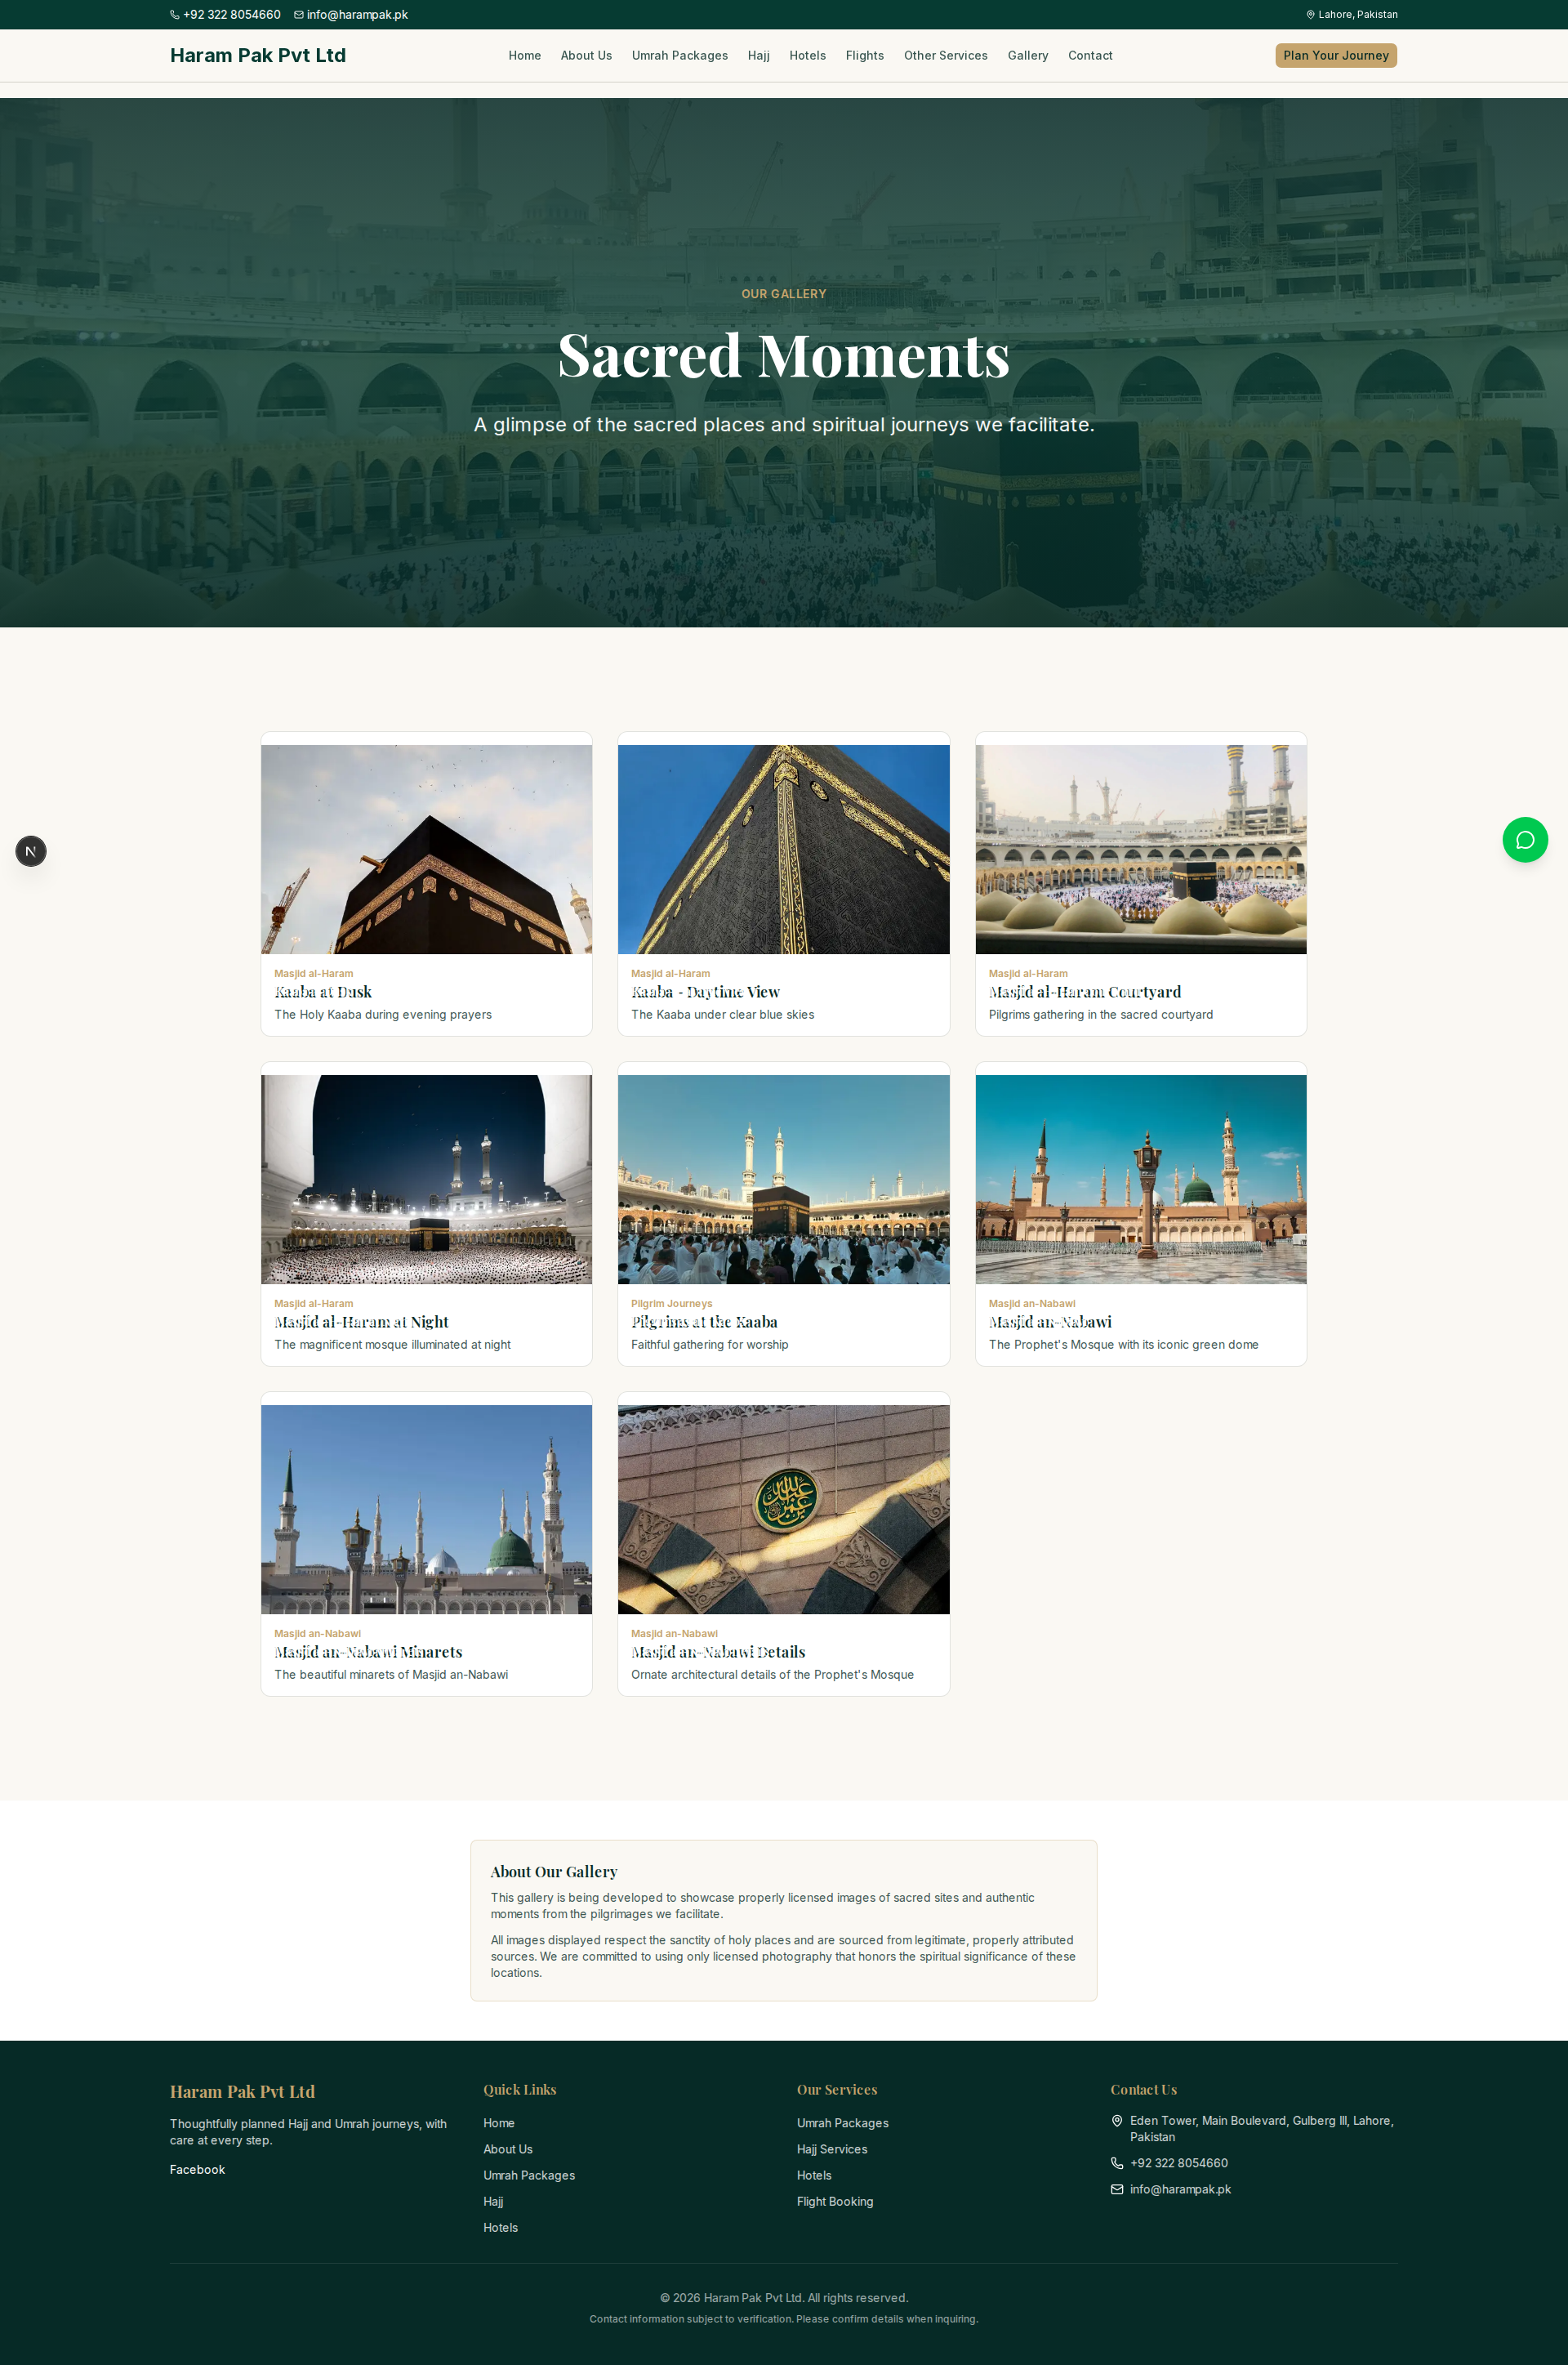 +92 322 8054660 info@harampak.pk Lahore, Pakistan
Haram Pak Pvt Ltd Home About Us Umrah Packages Hajj Hotels Flights Other Services Gallery Contact Plan Your Journey
OUR GALLERY
Sacred Moments
A glimpse of the sacred places and spiritual journeys we facilitate.
Masjid al-Haram
Kaaba at Dusk
The Holy Kaaba during evening prayers
Masjid al-Haram
Kaaba - Daytime View
The Kaaba under clear blue skies
Masjid al-Haram
Masjid al-Haram Courtyard
Pilgrims gathering in the sacred courtyard
Masjid al-Haram
Masjid al-Haram at Night
The magnificent mosque illuminated at night
Pilgrim Journeys
Pilgrims at the Kaaba
Faithful gathering for worship
Masjid an-Nabawi
Masjid an-Nabawi
The Prophet's Mosque with its iconic green dome
Masjid an-Nabawi
Masjid an-Nabawi Minarets
The beautiful minarets of Masjid an-Nabawi
Masjid an-Nabawi
Masjid an-Nabawi Details
Ornate architectural details of the Prophet's Mosque
About Our Gallery
This gallery is being developed to showcase properly licensed images of sacred sites and authentic
moments from the pilgrimages we facilitate.
All images displayed respect the sanctity of holy places and are sourced from legitimate, properly attributed
sources. We are committed to using only licensed photography that honors the spiritual significance of these
locations.
Haram Pak Pvt Ltd
Thoughtfully planned Hajj and Umrah journeys, with
care at every step.
Facebook
Quick Links
Home
About Us
Umrah Packages
Hajj
Hotels
Our Services
Umrah Packages
Hajj Services
Hotels
Flight Booking
Contact Us
Eden Tower, Main Boulevard, Gulberg III, Lahore,
Pakistan
+92 322 8054660
info@harampak.pk
© 2026 Haram Pak Pvt Ltd. All rights reserved.
Contact information subject to verification. Please confirm details when inquiring.